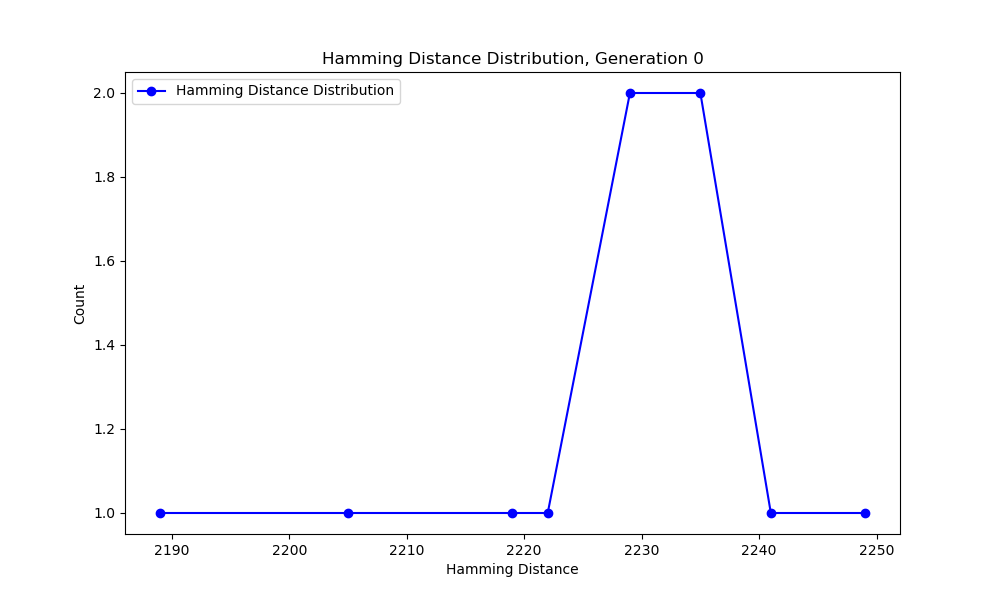 Hamming Distance Distribution, Generation 0
Hamming Distance Distribution
2.0
1.8
1.6
1.4
1.2
1.0
Count
2190 2200 2210 2220 2230 2240 2250
Hamming Distance